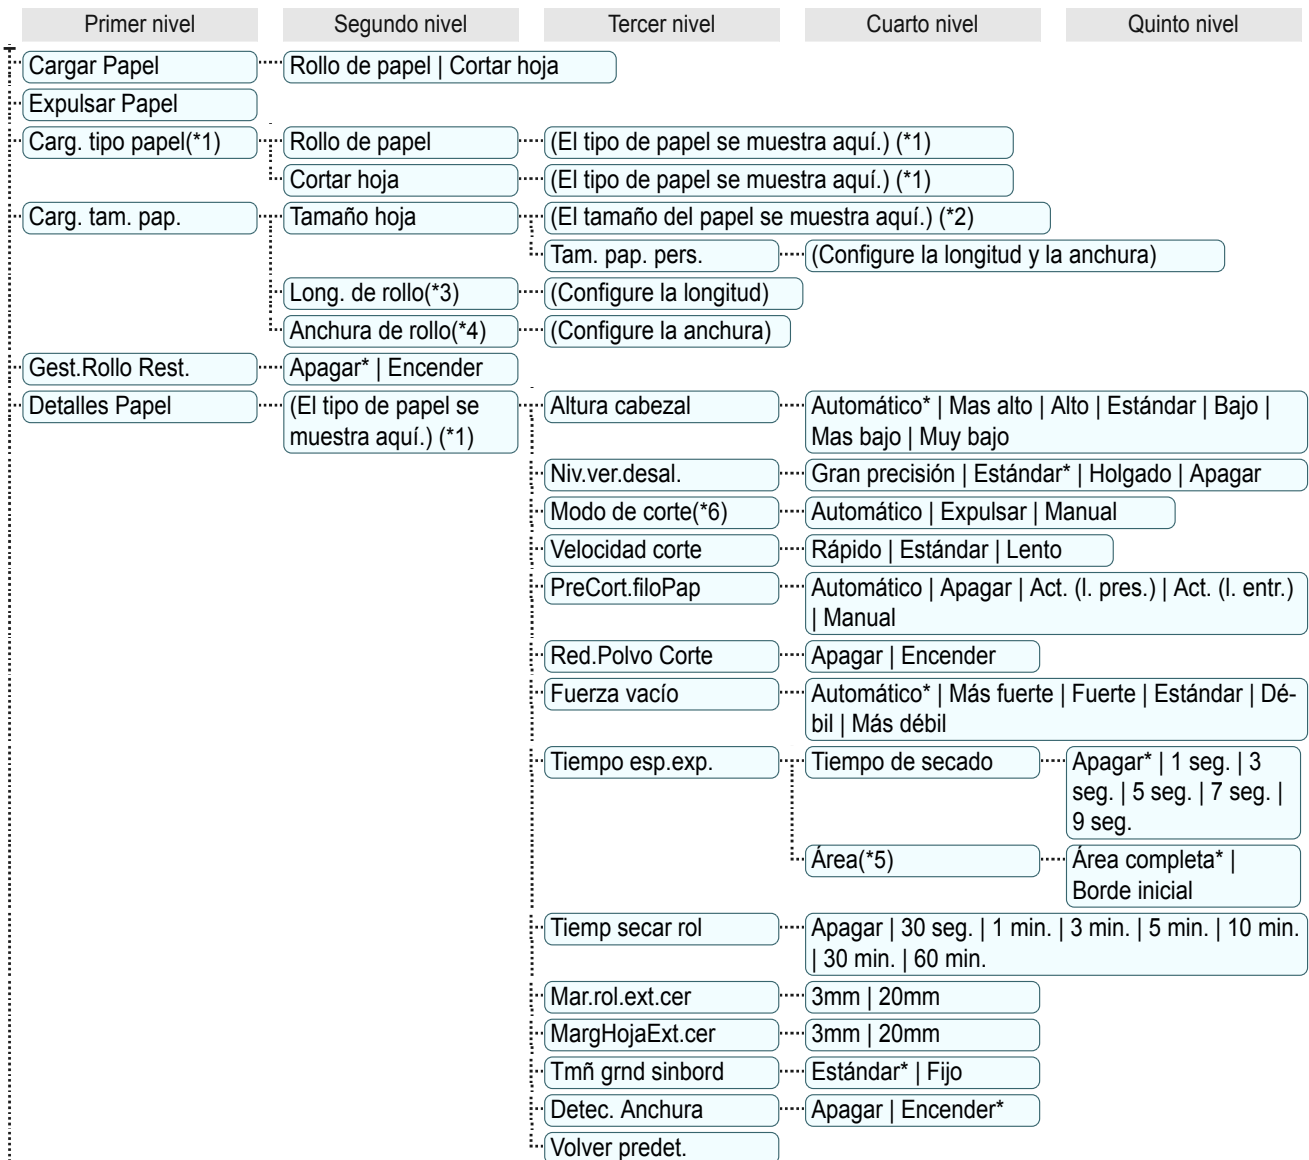 Primer nivel Segundo nivel Tercer nivel Cuarto nivel Quinto nivel
Cargar Papel Rollo de papel | Cortar hoja
Expulsar Papel
Carg. tipo papel(*1) Rollo de papel (El tipo de papel se muestra aquí.) (*1)
Cortar hoja (El tipo de papel se muestra aquí.) (*1)
Carg. tam. pap. Tamaño hoja (El tamaño del papel se muestra aquí.) (*2)
Tam. pap. pers. (Configure la longitud y la anchura)
Long. de rollo(*3) (Configure la longitud)
Anchura de rollo(*4) (Configure la anchura)
Gest.Rollo Rest. Apagar* | Encender
Detalles Papel (El tipo de papel se
muestra aquí.) (*1)
Altura cabezal Automático* | Mas alto | Alto | Estándar | Bajo |
Mas bajo | Muy bajo
Niv.ver.desal. Gran precisión | Estándar* | Holgado | Apagar
Modo de corte(*6) Automático | Expulsar | Manual
Velocidad corte Rápido | Estándar | Lento
PreCort.filoPap Automático | Apagar | Act. (l. pres.) | Act. (l. entr.)
| Manual
Red.Polvo Corte Apagar | Encender
Fuerza vacío Automático* | Más fuerte | Fuerte | Estándar | Dé-
bil | Más débil
Tiempo esp.exp. Tiempo de secado Apagar* | 1 seg. | 3
seg. | 5 seg. | 7 seg. |
9 seg.
Área(*5) Área completa* |
Borde inicial
Tiemp secar rol Apagar | 30 seg. | 1 min. | 3 min. | 5 min. | 10 min.
| 30 min. | 60 min.
Mar.rol.ext.cer 3mm | 20mm
MargHojaExt.cer 3mm | 20mm
Tmñ grnd sinbord Estándar* | Fijo
Detec. Anchura Apagar | Encender*
Volver predet.